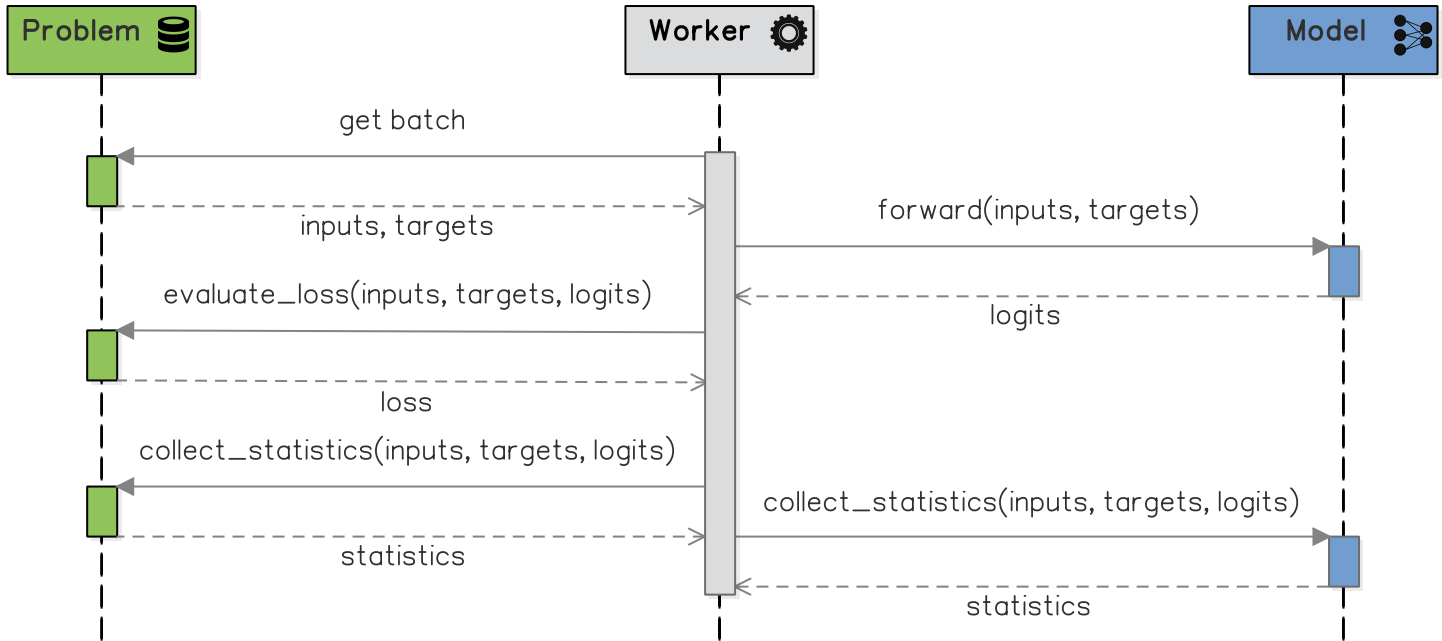 Problem
Worker
Model
get batch
inputs, targets
forward(inputs, targets)
logits
evaluate_loss(inputs, targets, logits)
loss
collect_statistics(inputs, targets, logits)
statistics
collect_statistics(inputs, targets, logits)
statistics